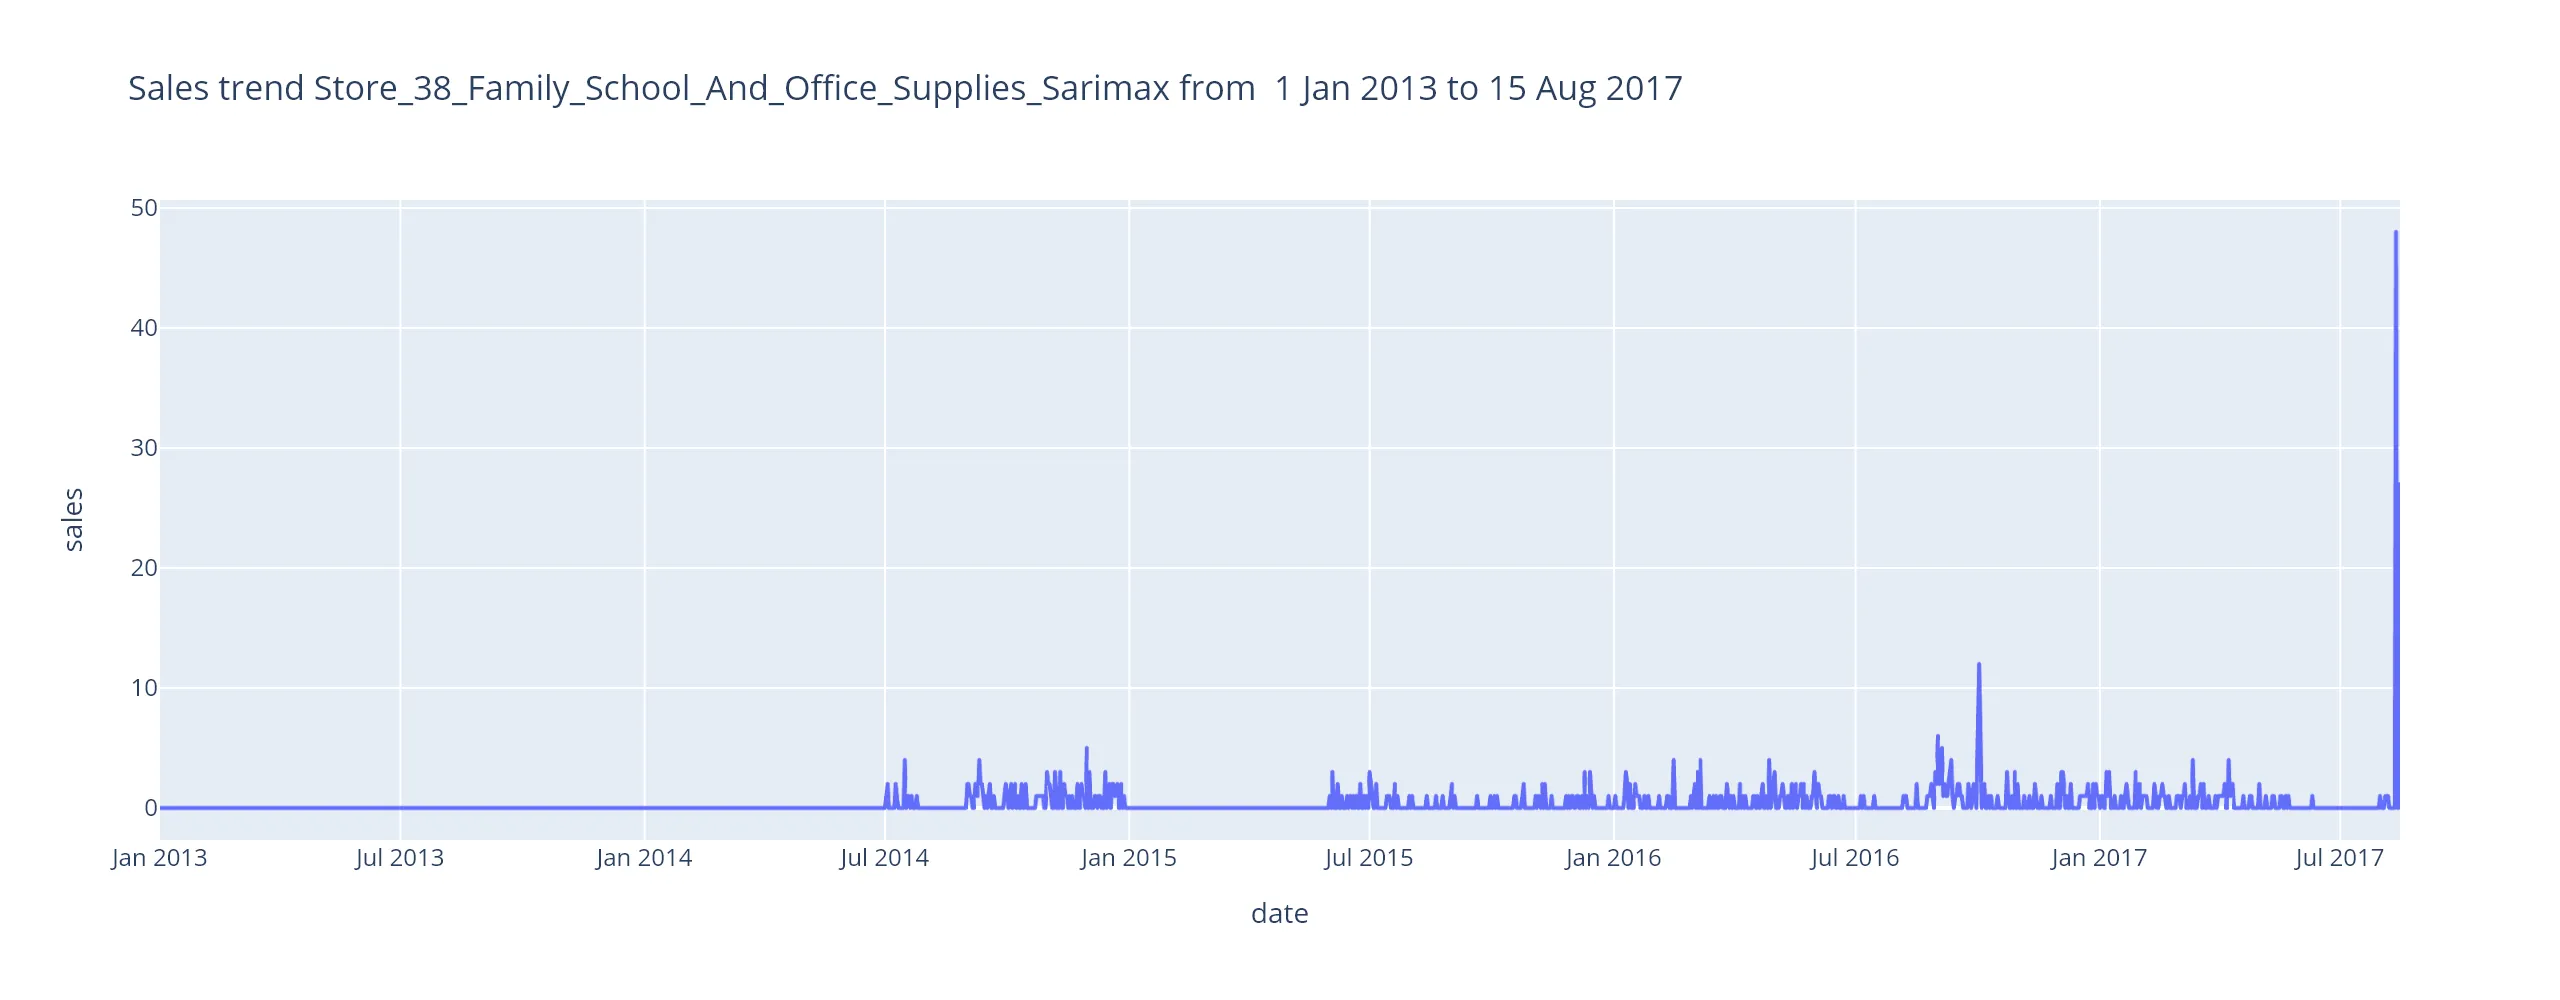 Sales trend Store_38_Family_School_And_Office_Supplies_Sarimax from  1 Jan 2013 to 15 Aug 2017
50
40
30
20
10
0
sales
Jan 2013 Jul 2013 Jan 2014 Jul 2014 Jan 2015 Jul 2015 Jan 2016 Jul 2016 Jan 2017 Jul 2017
date